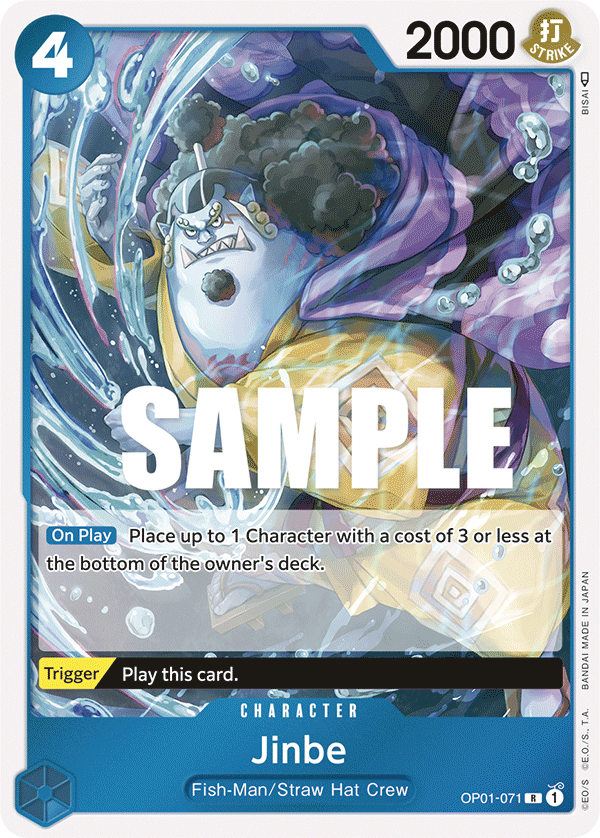 4
2000
打
STRIKE
BISAI
SAMPLE
On Play Place up to 1 Character with a cost of 3 or less at
the bottom of the owner's deck.
Trigger Play this card.
CHARACTER
Jinbe
Fish-Man/Straw Hat Crew
OP01-071 R 1
©E.O/S ©E.O./S., T.A. BANDAI MADE IN JAPAN